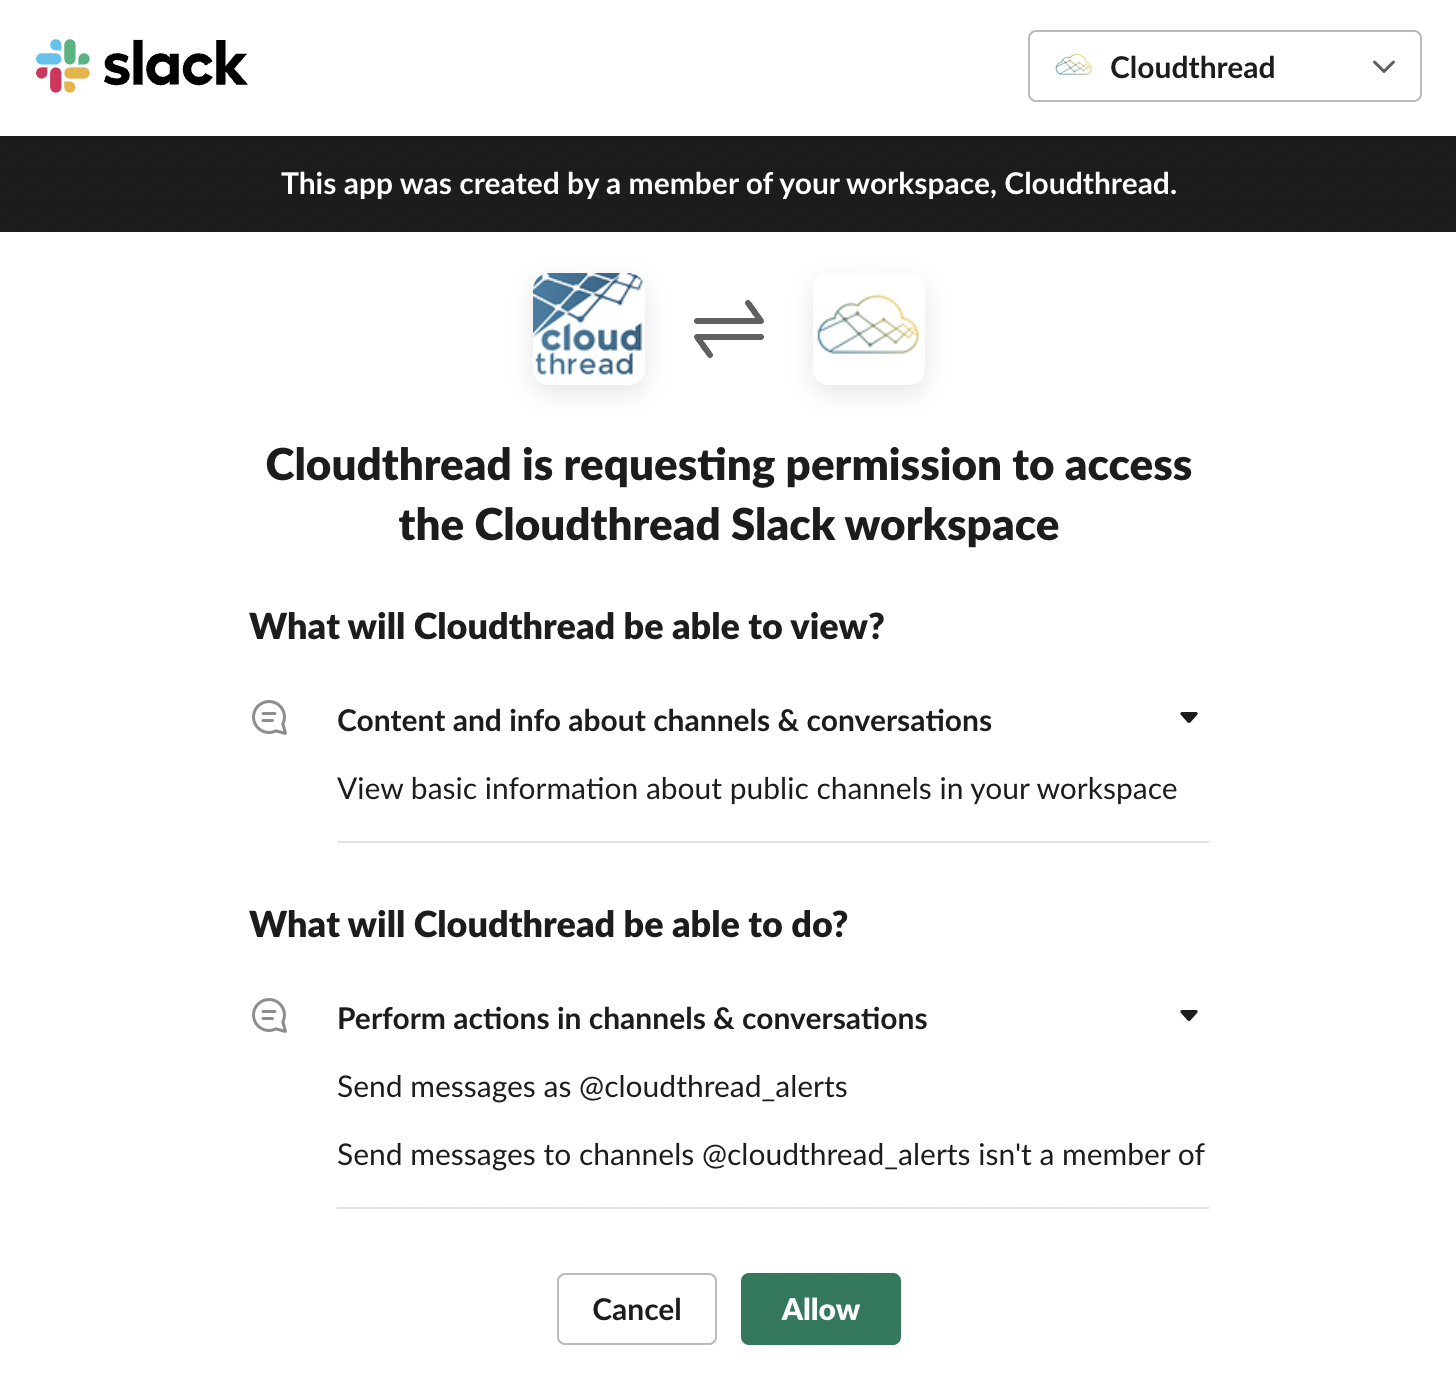 slack
Cloudthread
This app was created by a member of your workspace, Cloudthread.
cloud
thread
Cloudthread is requesting permission to access
the Cloudthread Slack workspace
What will Cloudthread be able to view?
Content and info about channels & conversations
View basic information about public channels in your workspace
What will Cloudthread be able to do?
Perform actions in channels & conversations
Send messages as @cloudthread_alerts
Send messages to channels @cloudthread_alerts isn't a member of
Cancel
Allow